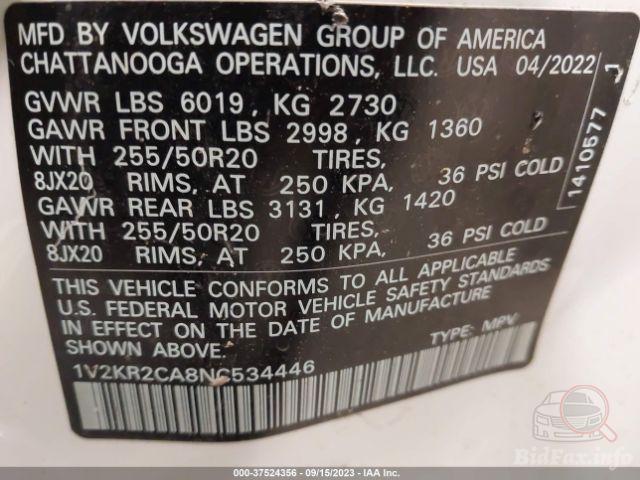 MFD BY VOLKSWAGEN GROUP OF AMERICA
CHATTANOOGA OPERATIONS, LLC. USA 04/2022
GVWR LBS 6019, KG 2730
GAWR FRONT LBS 2998, KG 1360
WITH 255/50R20 TIRES,
8JX20 RIMS, AT 250 KPA, 36 PSI COLD
GAWR REAR LBS 3131, KG 1420
WITH 255/50R20 TIRES,
8JX20 RIMS, AT 250 KPA, 36 PSI COLD
THIS VEHICLE CONFORMS TO ALL APPLICABLE
U.S. FEDERAL MOTOR VEHICLE SAFETY STANDARDS
IN EFFECT ON THE DATE OF MANUFACTURE
SHOWN ABOVE. TYPE: MPV
1V2KR2CA8NC534446
1410577 1
BidFax.info
000-37524356 - 09/15/2023 - IAA Inc.